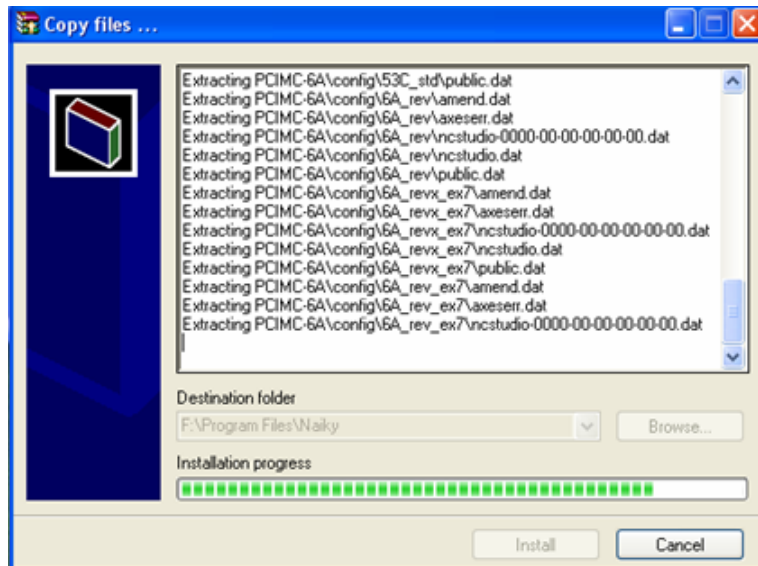 Copy files ...
Extracting PCIMC-6A\config\53C_std\public.dat
Extracting PCIMC-6A\config\6A_rev\amend.dat
Extracting PCIMC-6A\config\6A_rev\axeserr.dat
Extracting PCIMC-6A\config\6A_rev\ncstudio-0000-00-00-00-00-00.dat
Extracting PCIMC-6A\config\6A_rev\ncstudio.dat
Extracting PCIMC-6A\config\6A_rev\public.dat
Extracting PCIMC-6A\config\6A_revx_ex7\amend.dat
Extracting PCIMC-6A\config\6A_revx_ex7\axeserr.dat
Extracting PCIMC-6A\config\6A_revx_ex7\ncstudio-0000-00-00-00-00-00.dat
Extracting PCIMC-6A\config\6A_revx_ex7\ncstudio.dat
Extracting PCIMC-6A\config\6A_revx_ex7\public.dat
Extracting PCIMC-6A\config\6A_rev_ex7\amend.dat
Extracting PCIMC-6A\config\6A_rev_ex7\axeserr.dat
Extracting PCIMC-6A\config\6A_rev_ex7\ncstudio-0000-00-00-00-00-00.dat
Destination folder
F:\Program Files\Naiky
Browse...
Installation progress
Install
Cancel